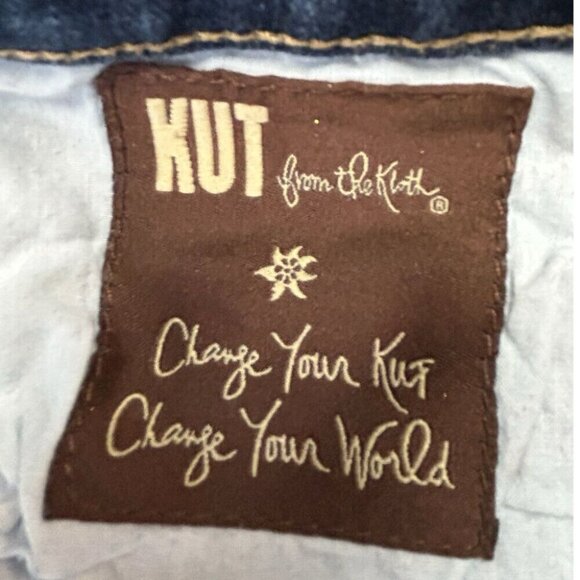 KUT from the Kloth®
Change Your Kut
Change Your World